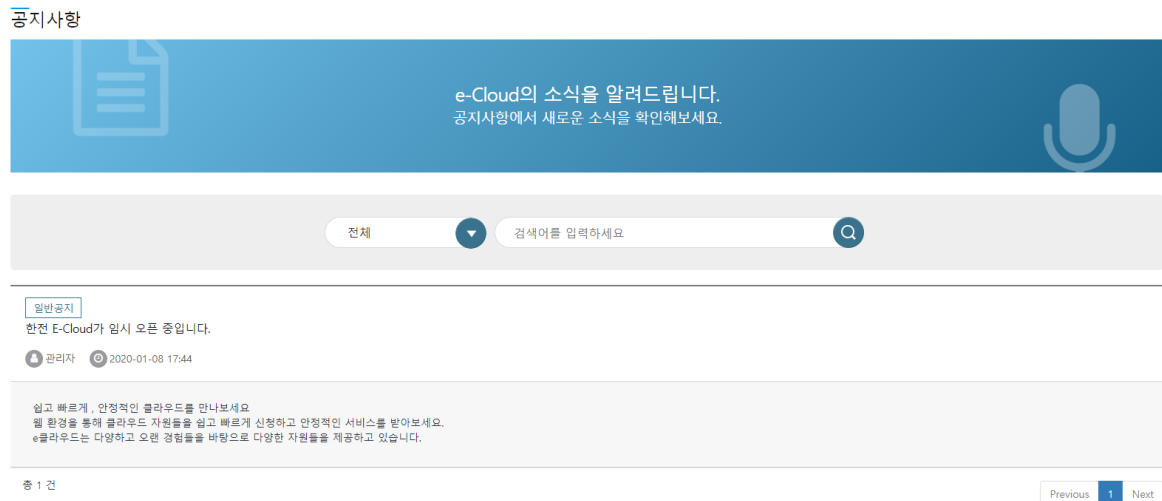 공지사항
e-Cloud의 소식을 알려드립니다.
공지사항에서 새로운 소식을 확인해보세요.
전체
검색어를 입력하세요
일반공지
한전 E-Cloud가 임시 오픈 중입니다.
관리자 2020-01-08 17:44
쉽고 빠르게 , 안정적인 클라우드를 만나보세요
웹 환경을 통해 클라우드 자원들을 쉽고 빠르게 신청하고 안정적인 서비스를 받아보세요.
e클라우드는 다양하고 오랜 경험들을 바탕으로 다양한 자원들을 제공하고 있습니다.
총 1 건
Previous 1 Next